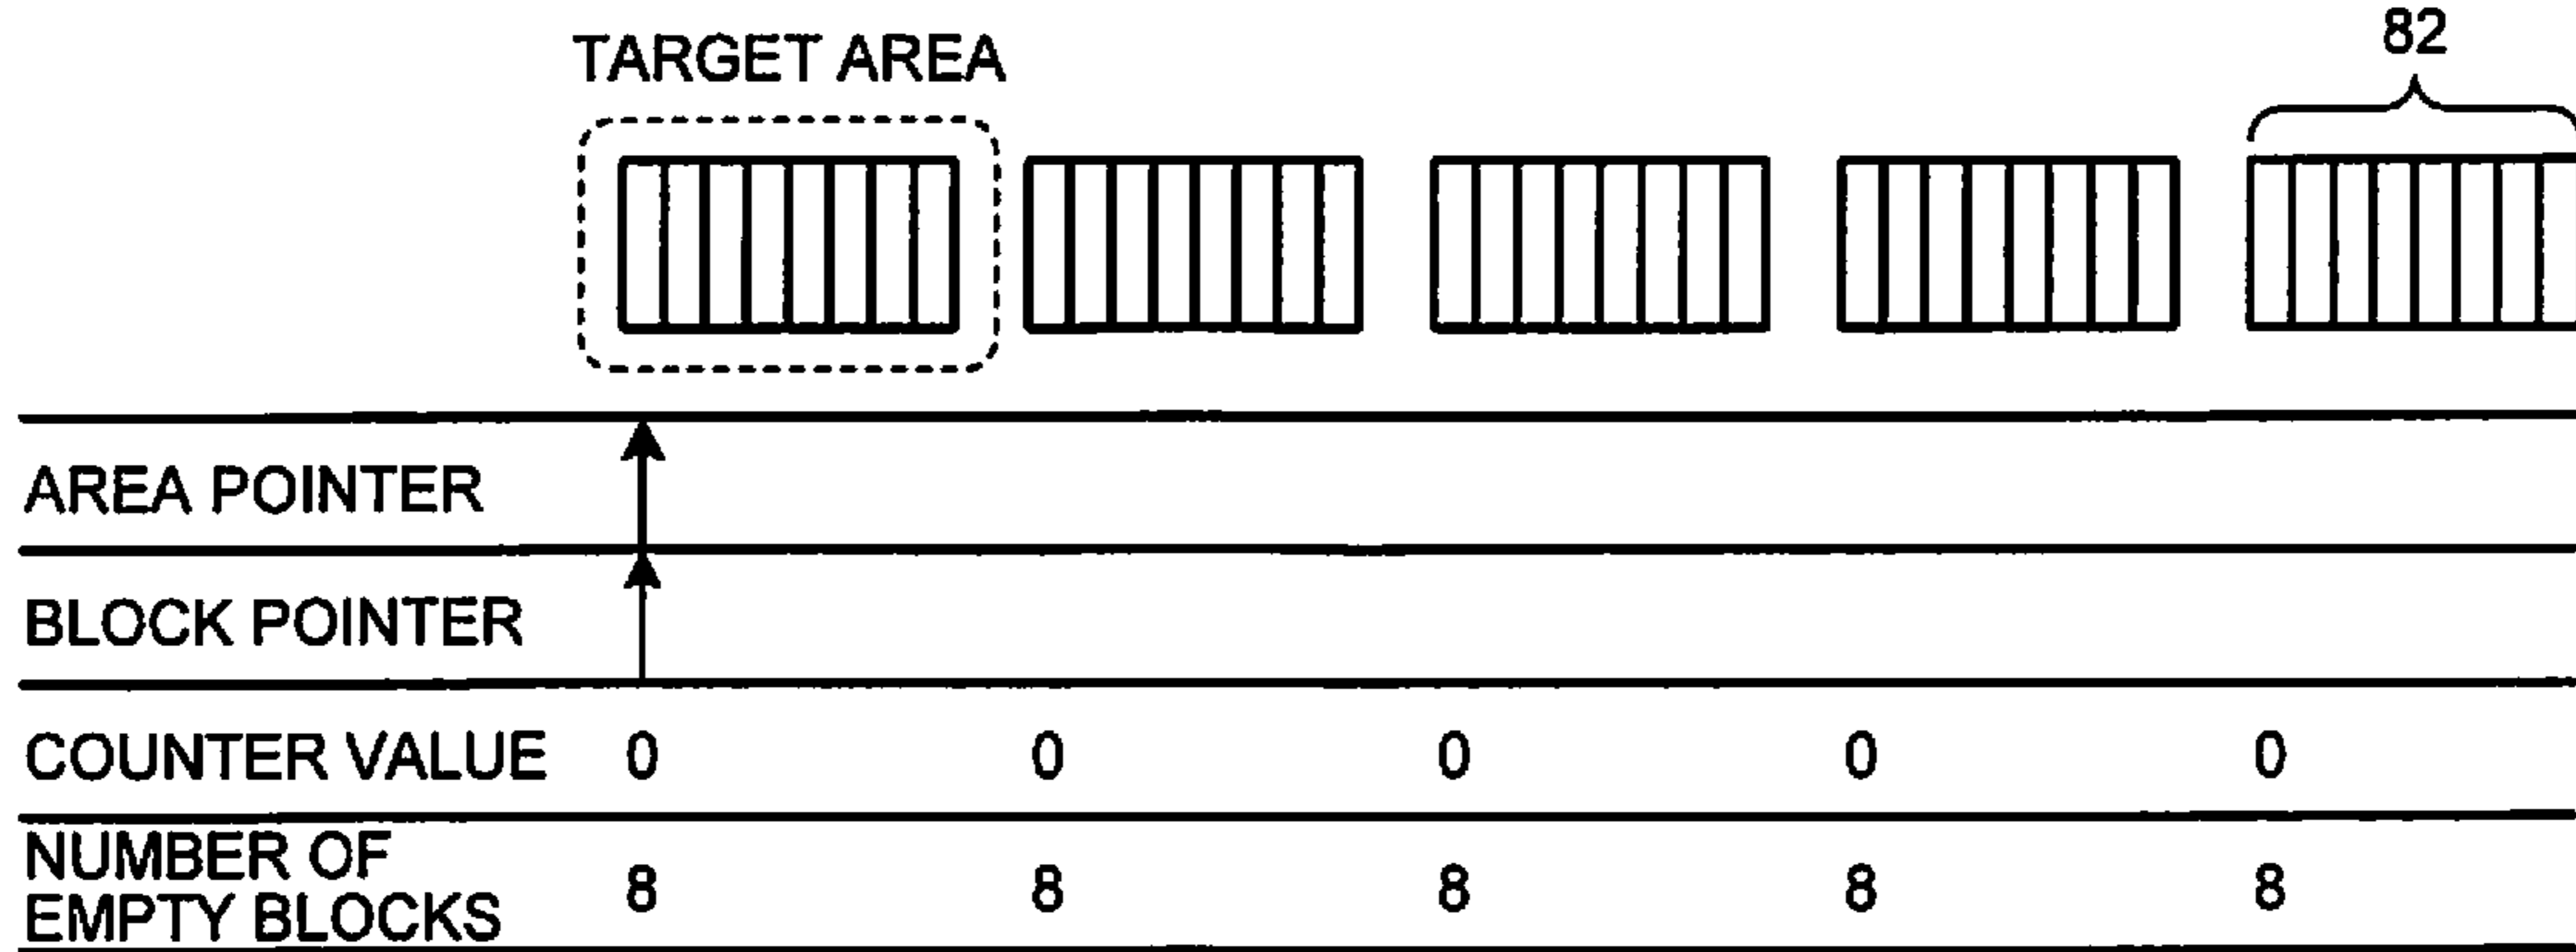 82
TARGET AREA
AREA POINTER
BLOCK POINTER
COUNTER VALUE 0 0 0 0 0
NUMBER OF
EMPTY BLOCKS 8 8 8 8 8